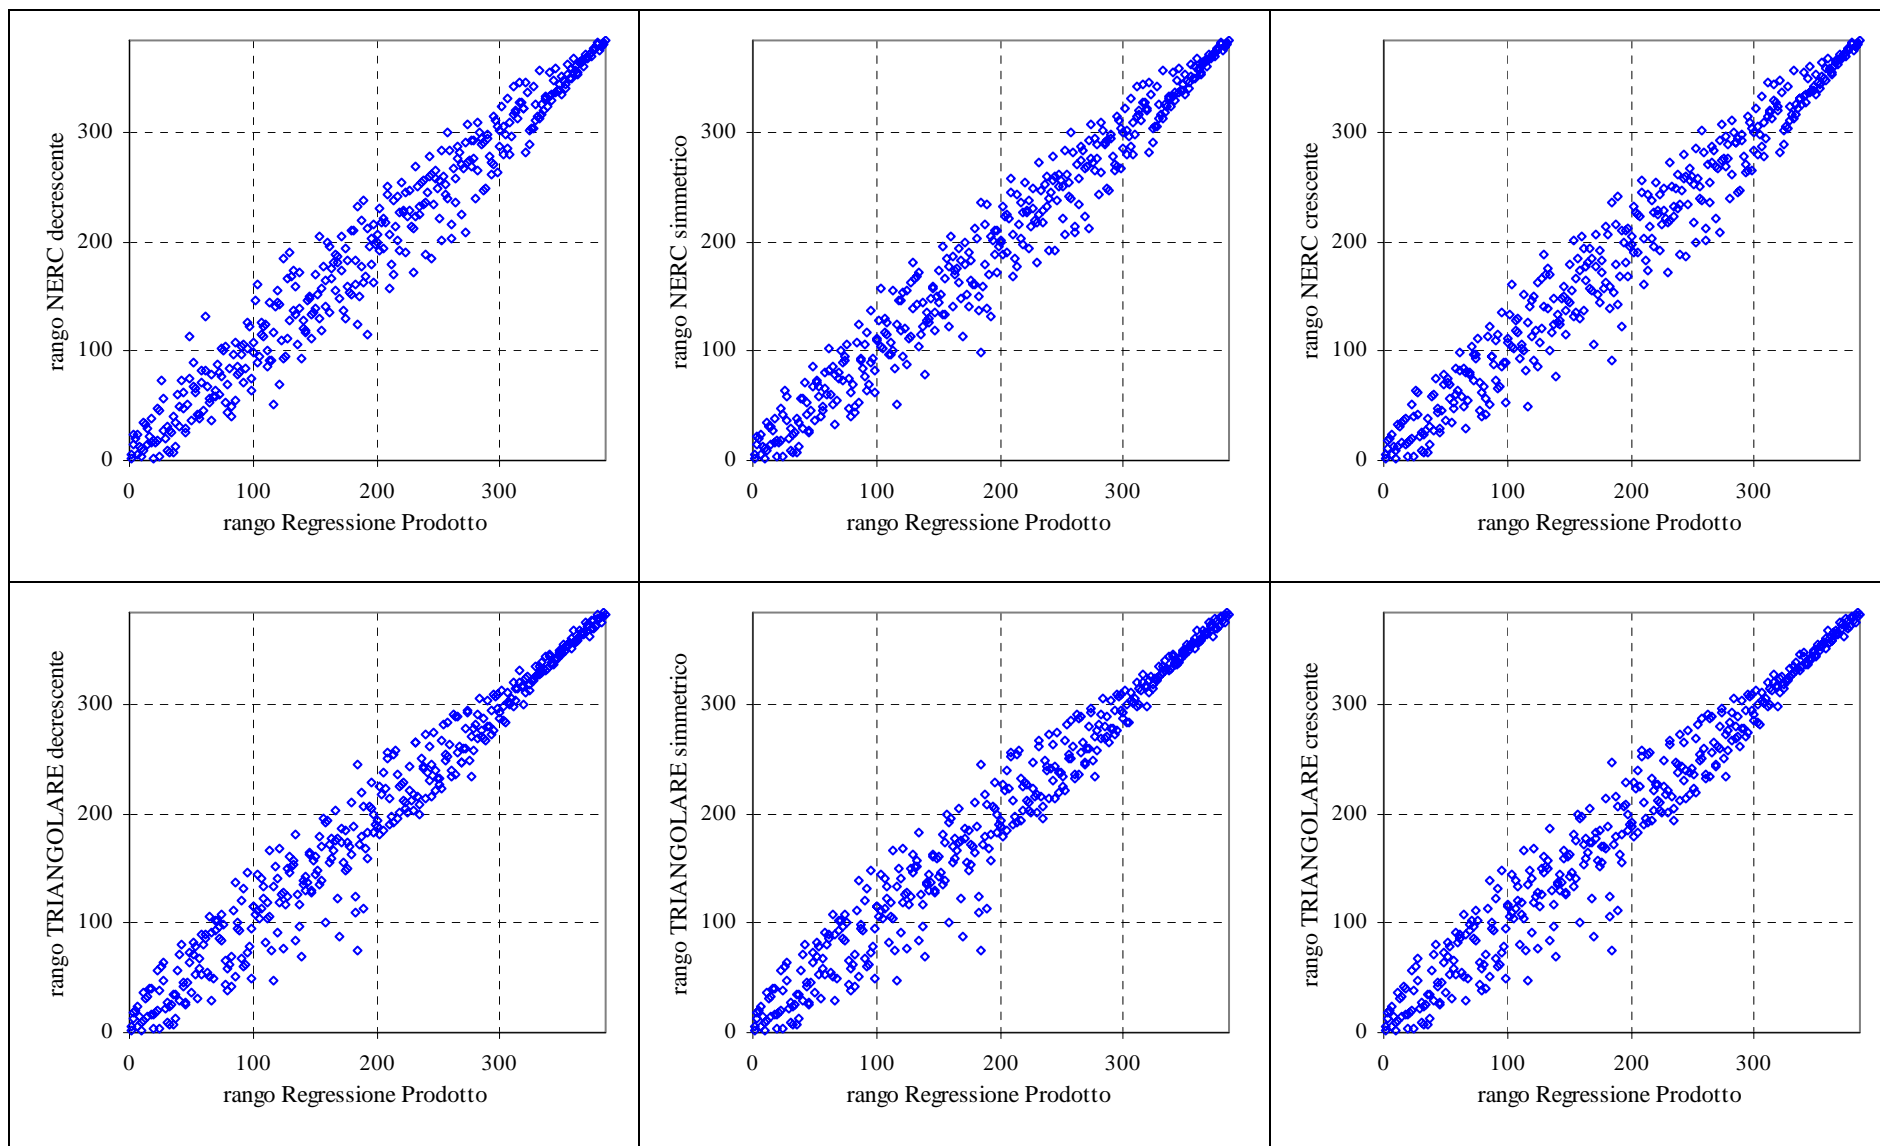 rango NERC decrescente
300
200
100
0
0 100 200 300
rango Regressione Prodotto
rango NERC simmetrico
300
200
100
0
0 100 200 300
rango Regressione Prodotto
rango NERC crescente
300
200
100
0
0 100 200 300
rango Regressione Prodotto
rango TRIANGOLARE decrescente
300
200
100
0
0 100 200 300
rango Regressione Prodotto
rango TRIANGOLARE simmetrico
300
200
100
0
0 100 200 300
rango Regressione Prodotto
rango TRIANGOLARE crescente
300
200
100
0
0 100 200 300
rango Regressione Prodotto